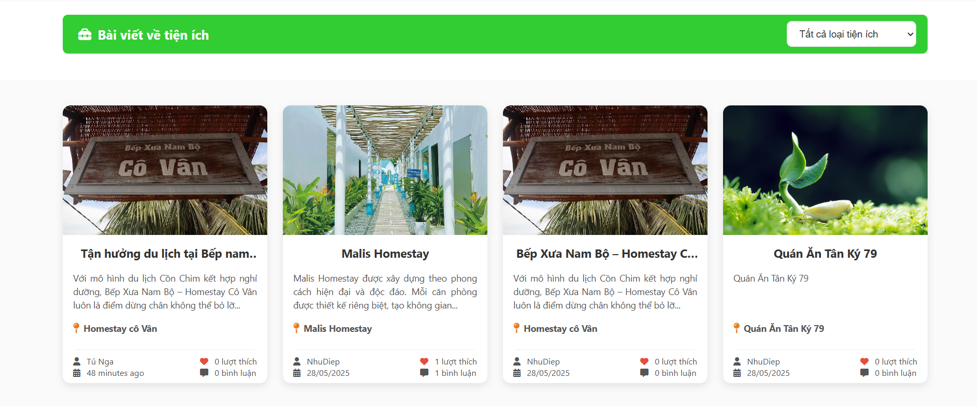 Bài viết về tiện ích
Tất cả loại tiện ích
Bếp Xưa Nam Bộ
Cô Vân
Tận hưởng du lịch tại Bếp nam..
Với mô hình du lịch Cồn Chim kết hợp nghỉ
dưỡng, Bếp Xưa Nam Bộ – Homestay Cô Vân
luôn là điểm dừng chân không thể bỏ lỡ...
Homestay cô Vân
Tú Nga
0 lượt thích
48 minutes ago
0 bình luận
Malis Homestay
Malis Homestay được xây dựng theo phong
cách hiện đại và độc đáo. Mỗi căn phòng
được thiết kế riêng biệt, tạo không gian...
Malis Homestay
NhuDiep
1 lượt thích
28/05/2025
1 bình luận
Bếp Xưa Nam Bộ
Cô Vân
Bếp Xưa Nam Bộ – Homestay C...
Với mô hình du lịch Cồn Chim kết hợp nghỉ
dưỡng, Bếp Xưa Nam Bộ – Homestay Cô Vân
luôn là điểm dừng chân không thể bỏ lỡ...
Homestay cô Vân
NhuDiep
0 lượt thích
28/05/2025
0 bình luận
Quán Ăn Tân Ký 79
Quán Ăn Tân Ký 79
Quán Ăn Tân Ký 79
NhuDiep
0 lượt thích
28/05/2025
0 bình luận